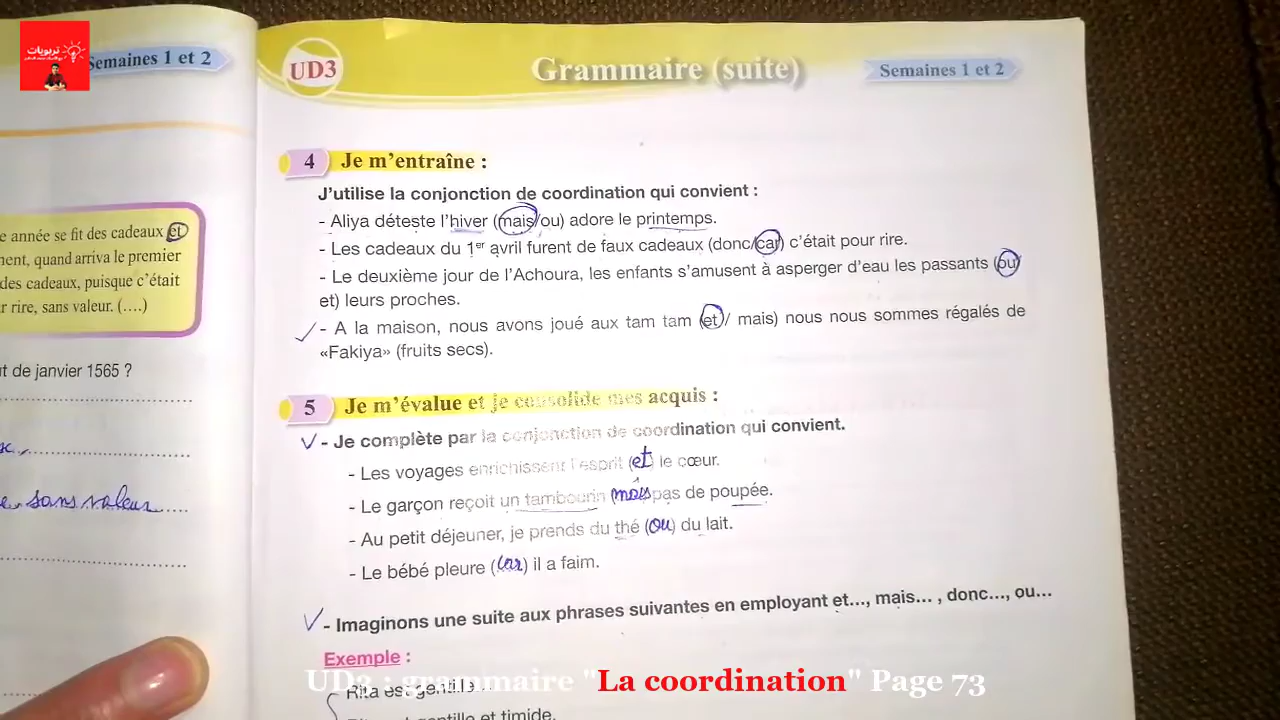 تربويات
Semaines 1 et 2
e année se fit des cadeaux et
ment, quand arriva le premier
des cadeaux, puisque c'était
r rire, sans valeur. (....)
t de janvier 1565 ?
sans valeur
UD3
Grammaire (suite)
Semaines 1 et 2
4 Je m'entraîne :
J'utilise la conjonction de coordination qui convient :
- Aliya déteste l'hiver (mais/ou) adore le printemps.
- Les cadeaux du 1er avril furent de faux cadeaux (donc/car) c'était pour rire.
- Le deuxième jour de l'Achoura, les enfants s'amusent à asperger d'eau les passants (ou/
et) leurs proches.
- A la maison, nous avons joué aux tam tam (et/ mais) nous nous sommes régalés de
«Fakiya» (fruits secs).
5 Je m'évalue et je consolide mes acquis :
- Je complète par la conjonction de coordination qui convient.
- Les voyages enrichissent l'esprit (et) le cœur.
- Le garçon reçoit un tambourin (mais pas de poupée.
- Au petit déjeuner, je prends du thé (ou) du lait.
- Le bébé pleure (car) il a faim.
- Imaginons une suite aux phrases suivantes en employant et..., mais... , donc..., ou...
Exemple :
Rita est gentille...
UD3 : grammaire "La coordination" Page 73